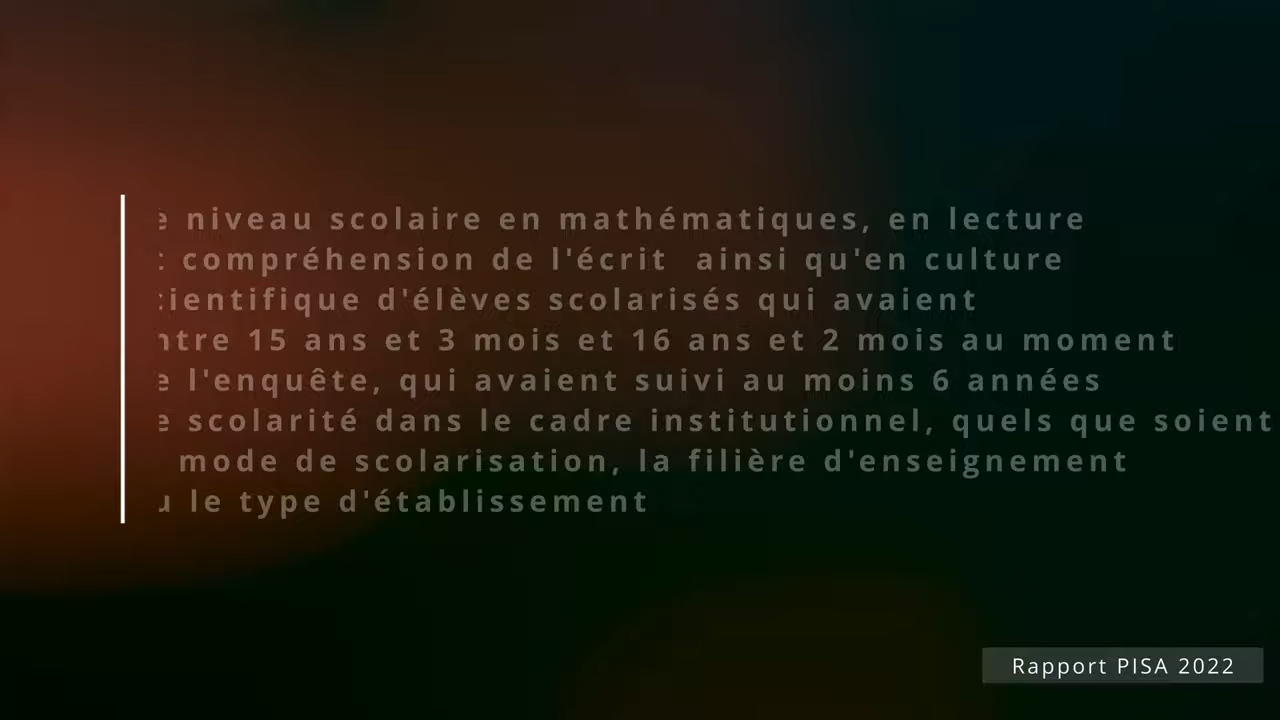 niveau scolaire en mathématiques, en lecture
compréhension de l'écrit  ainsi qu'en culture
d'élèves scolarisés qui avaient
15 ans et 3 mois et 16 ans et 2 mois au moment
l'enquête, qui avaient suivi au moins 6 années
scolarité dans le cadre institutionnel, quels que soient
mode de scolarisation, la filière d'enseignement
le type d'établissement
Rapport PISA 2022